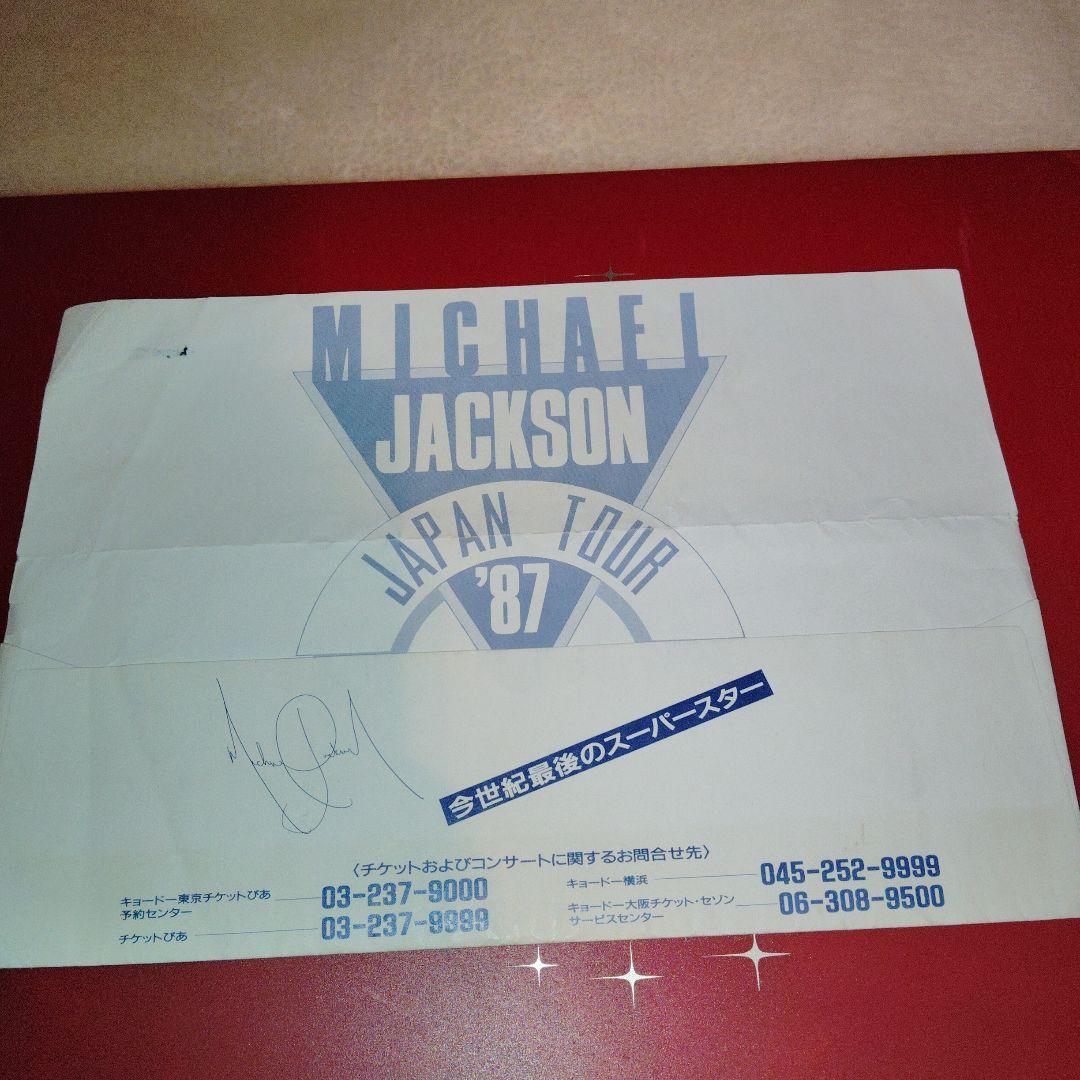 MICHAEL
JACKSON
JAPAN TOUR
'87
Michael Jackson
今世紀最後のスーパースター
〈チケットおよびコンサートに関するお問合せ先〉
キョードー東京チケットぴあ
予約センター
03-237-9000
チケットぴあ
03-237-9999
キョードー横浜
045-252-9999
キョードー大阪チケット・セゾン
サービスセンター
06-308-9500